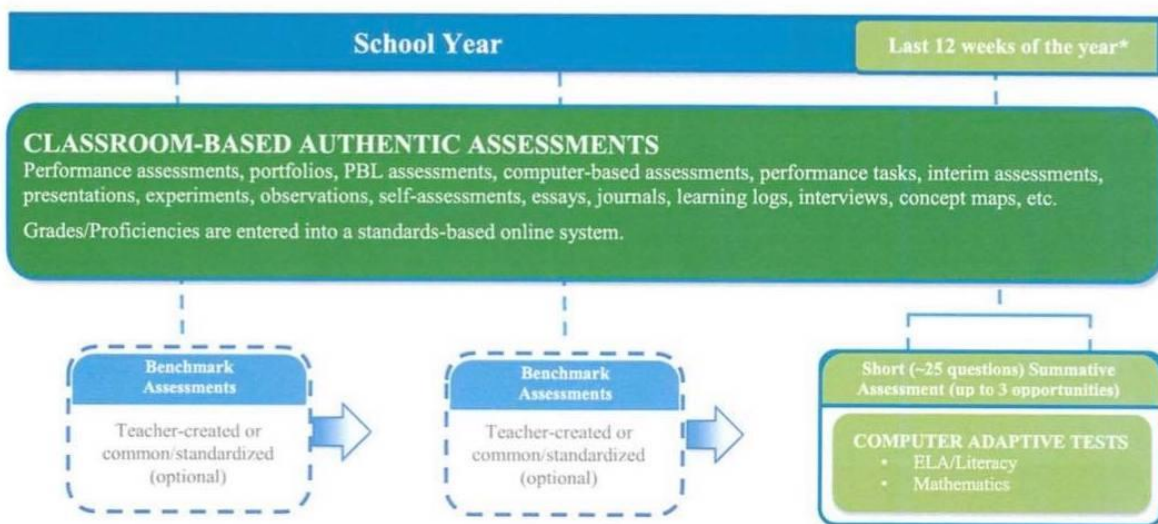 School Year
Last 12 weeks of the year*
CLASSROOM-BASED AUTHENTIC ASSESSMENTS
Performance assessments, portfolios, PBL assessments, computer-based assessments, performance tasks, interim assessments,
presentations, experiments, observations, self-assessments, essays, journals, learning logs, interviews, concept maps, etc.
Grades/Proficiencies are entered into a standards-based online system.
Benchmark
Assessments
Teacher-created or
common/standardized
(optional)
Benchmark
Assessments
Teacher-created or
common/standardized
(optional)
Short (~25 questions) Summative
Assessment (up to 3 opportunities)
COMPUTER ADAPTIVE TESTS
• ELA/Literacy
• Mathematics